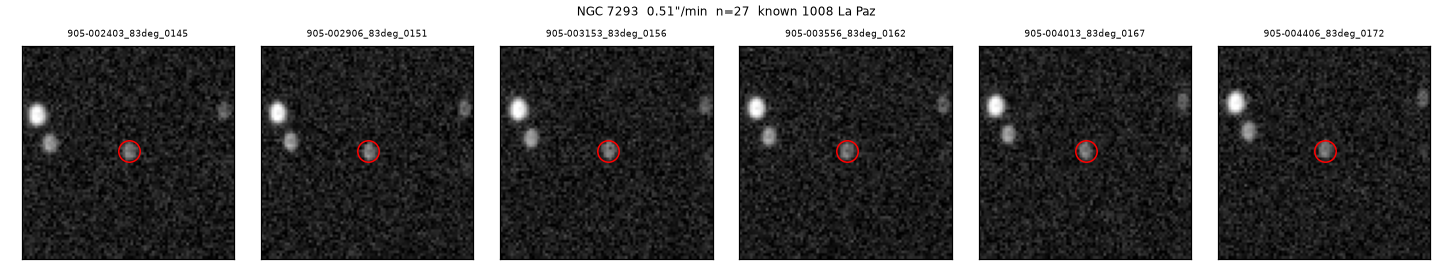 NGC 7293  0.51"/min  n=27  known 1008 La Paz
905-002403_83deg_0145
905-002906_83deg_0151
905-003153_83deg_0156
905-003556_83deg_0162
905-004013_83deg_0167
905-004406_83deg_0172